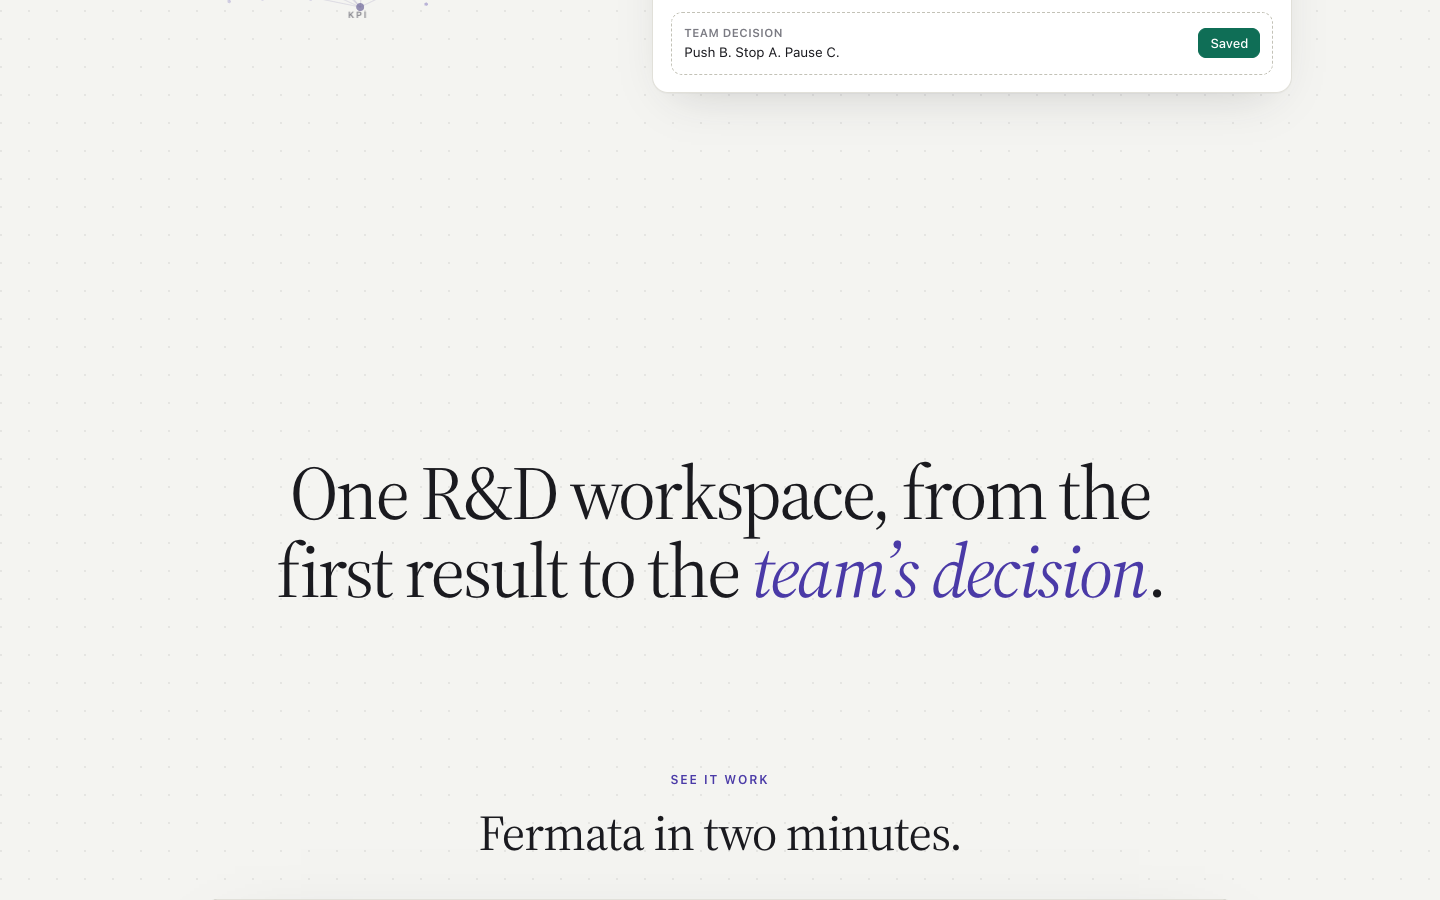 KPI
TEAM DECISION
Push B. Stop A. Pause C.
Saved
One R&D workspace, from the
first result to the team’s decision.
SEE IT WORK
Fermata in two minutes.